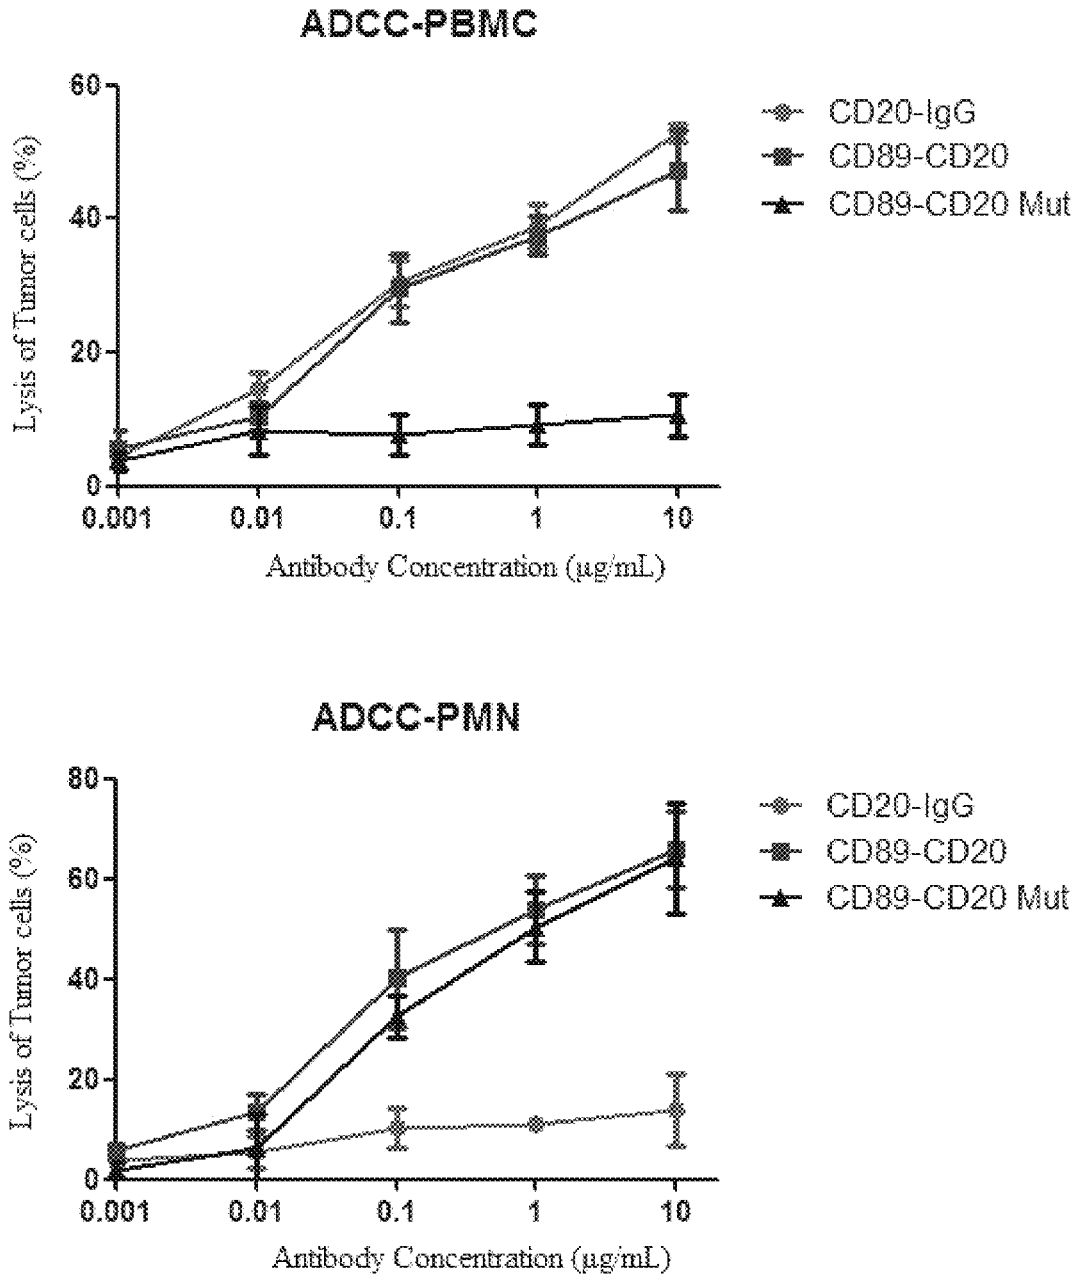 ADCC-PBMC
Lysis of Tumor cells (%)
60
40
20
0
0.001 0.01 0.1 1 10
Antibody Concentration (µg/mL)
CD20-IgG
CD89-CD20
CD89-CD20 Mut
ADCC-PMN
Lysis of Tumor cells (%)
80
60
40
20
0
0.001 0.01 0.1 1 10
Antibody Concentration (µg/mL)
CD20-IgG
CD89-CD20
CD89-CD20 Mut